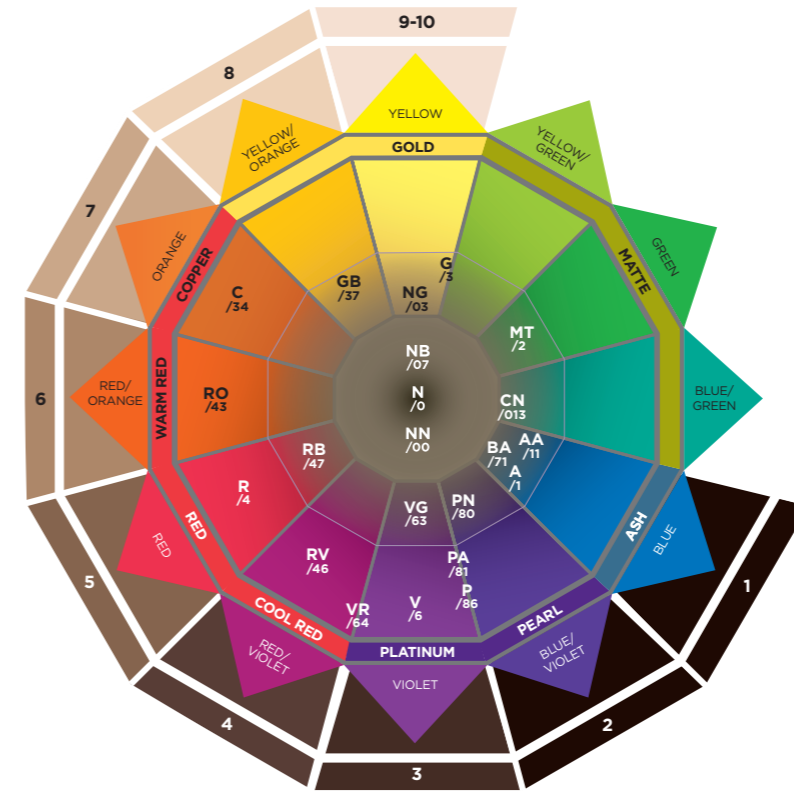 9-10
8
7
6
5
4
3
2
1
YELLOW
YELLOW/
GREEN
GREEN
BLUE/
GREEN
BLUE
BLUE/
VIOLET
VIOLET
RED/
VIOLET
RED
RED/
ORANGE
ORANGE
YELLOW/
ORANGE
GOLD
MATTE
ASH
PEARL
PLATINUM
COOL RED
RED
WARM RED
COPPER
G
/3
GB
/37
NG
/03
C
/34
MT
/2
NB
/07
RO
/43
N
/0
CN
/013
NN
/00
AA
/11
BA
/71
A
/1
RB
/47
R
/4
VG
/63
PN
/80
RV
/46
PA
/81
P
/86
VR
/64
V
/6